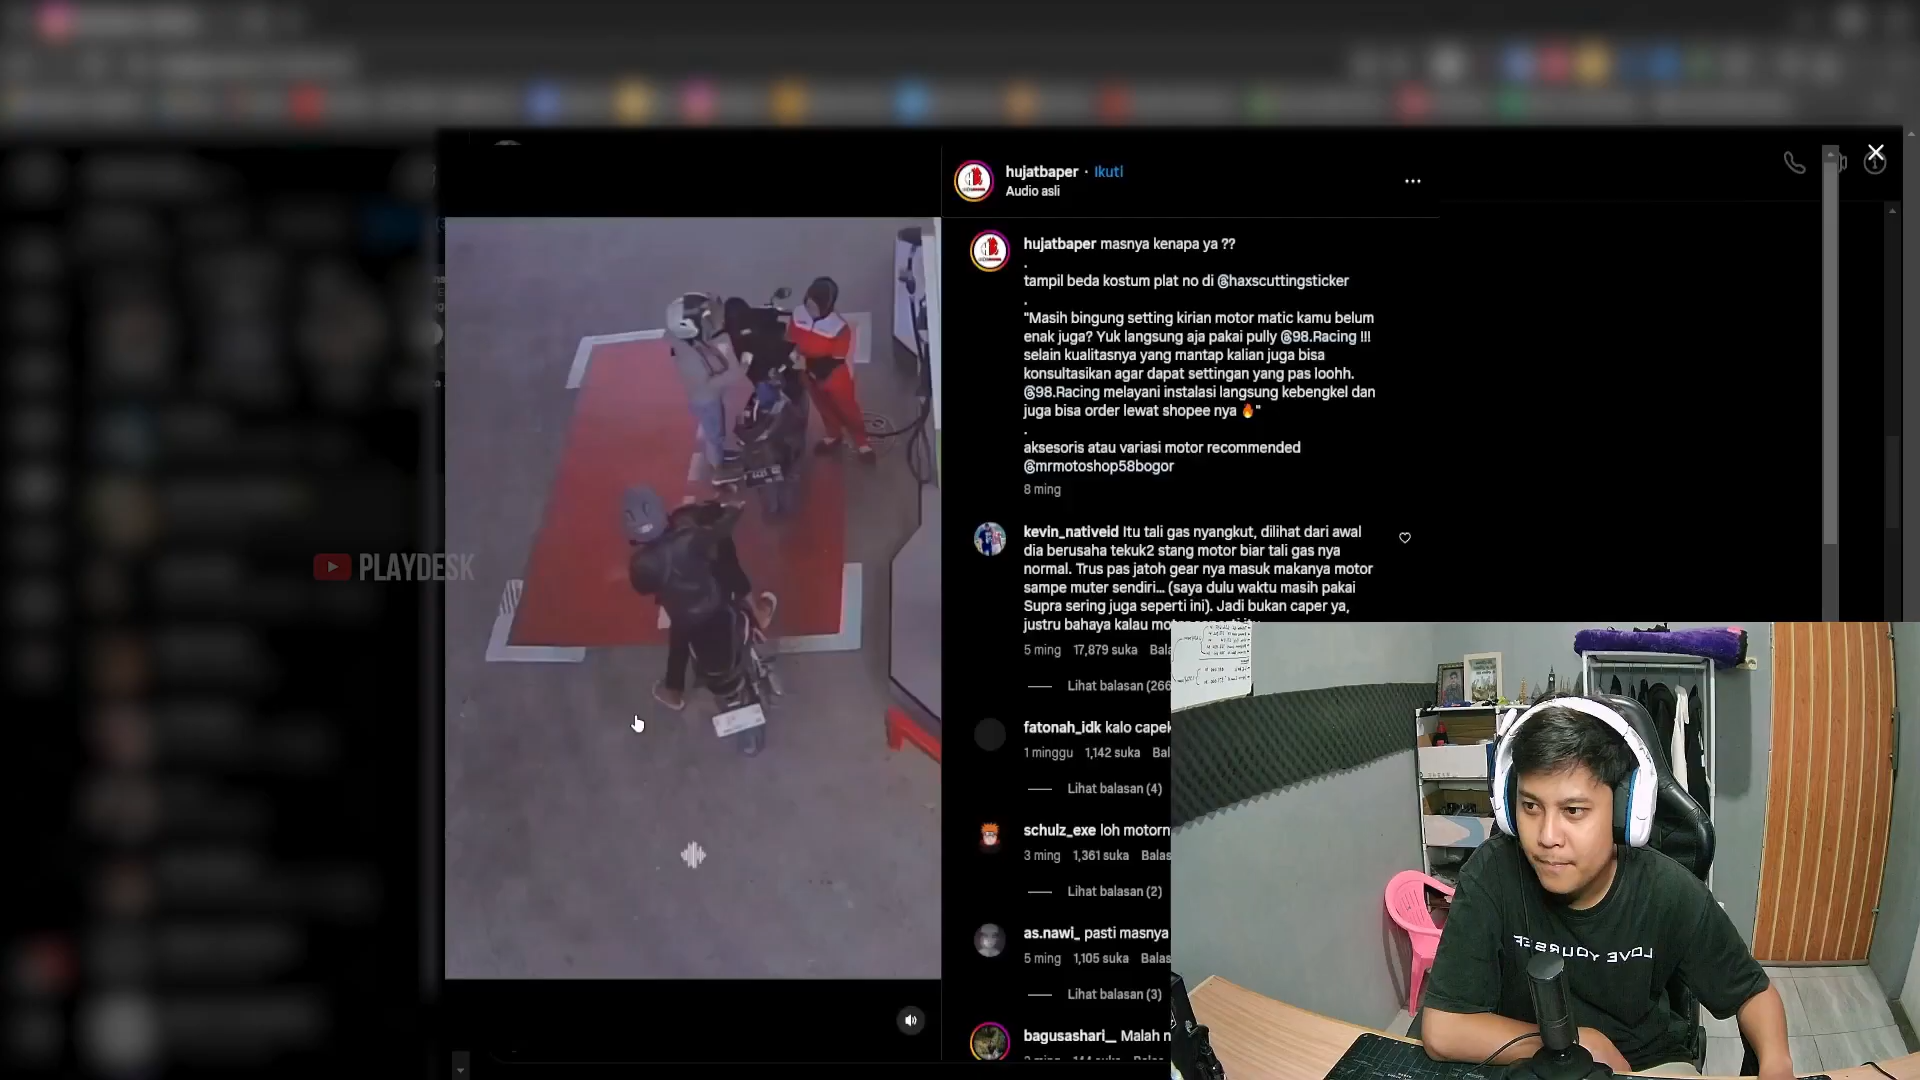 hujatbaper · Ikuti
Audio asli
hujatbaper masnya kenapa ya ??
.
tampil beda kostum plat no di @haxscuttingsticker
.
"Masih bingung setting kirian motor matic kamu belum
enak juga? Yuk langsung aja pakai pully @98.Racing !!!
selain kualitasnya yang mantap kalian juga bisa
konsultasikan agar dapat settingan yang pas loohh.
@98.Racing melayani instalasi langsung kebengkel dan
juga bisa order lewat shopee nya 🔥"
.
aksesoris atau variasi motor recommended
@mrmotoshop58bogor
8 ming
kevin_nativeid Itu tali gas nyangkut, dilihat dari awal
dia berusaha tekuk2 stang motor biar tali gas nya
normal. Trus pas jatoh gear nya masuk makanya motor
sampe muter sendiri... (saya dulu waktu masih pakai
Supra sering juga seperti ini). Jadi bukan caper ya,
justru bahaya kalau
5 ming 17,879 suka Bala
Lihat balasan (266
fatonah_idk kalo capek
1 minggu 1,142 suka Bal
Lihat balasan (4)
schulz_exe loh motorn
3 ming 1,361 suka Balas
Lihat balasan (2)
as.nawi_ pasti masnya
5 ming 1,105 suka Balas
Lihat balasan (3)
bagusashari__ Malah n
PLAYDESK
LOVE YOURSEF